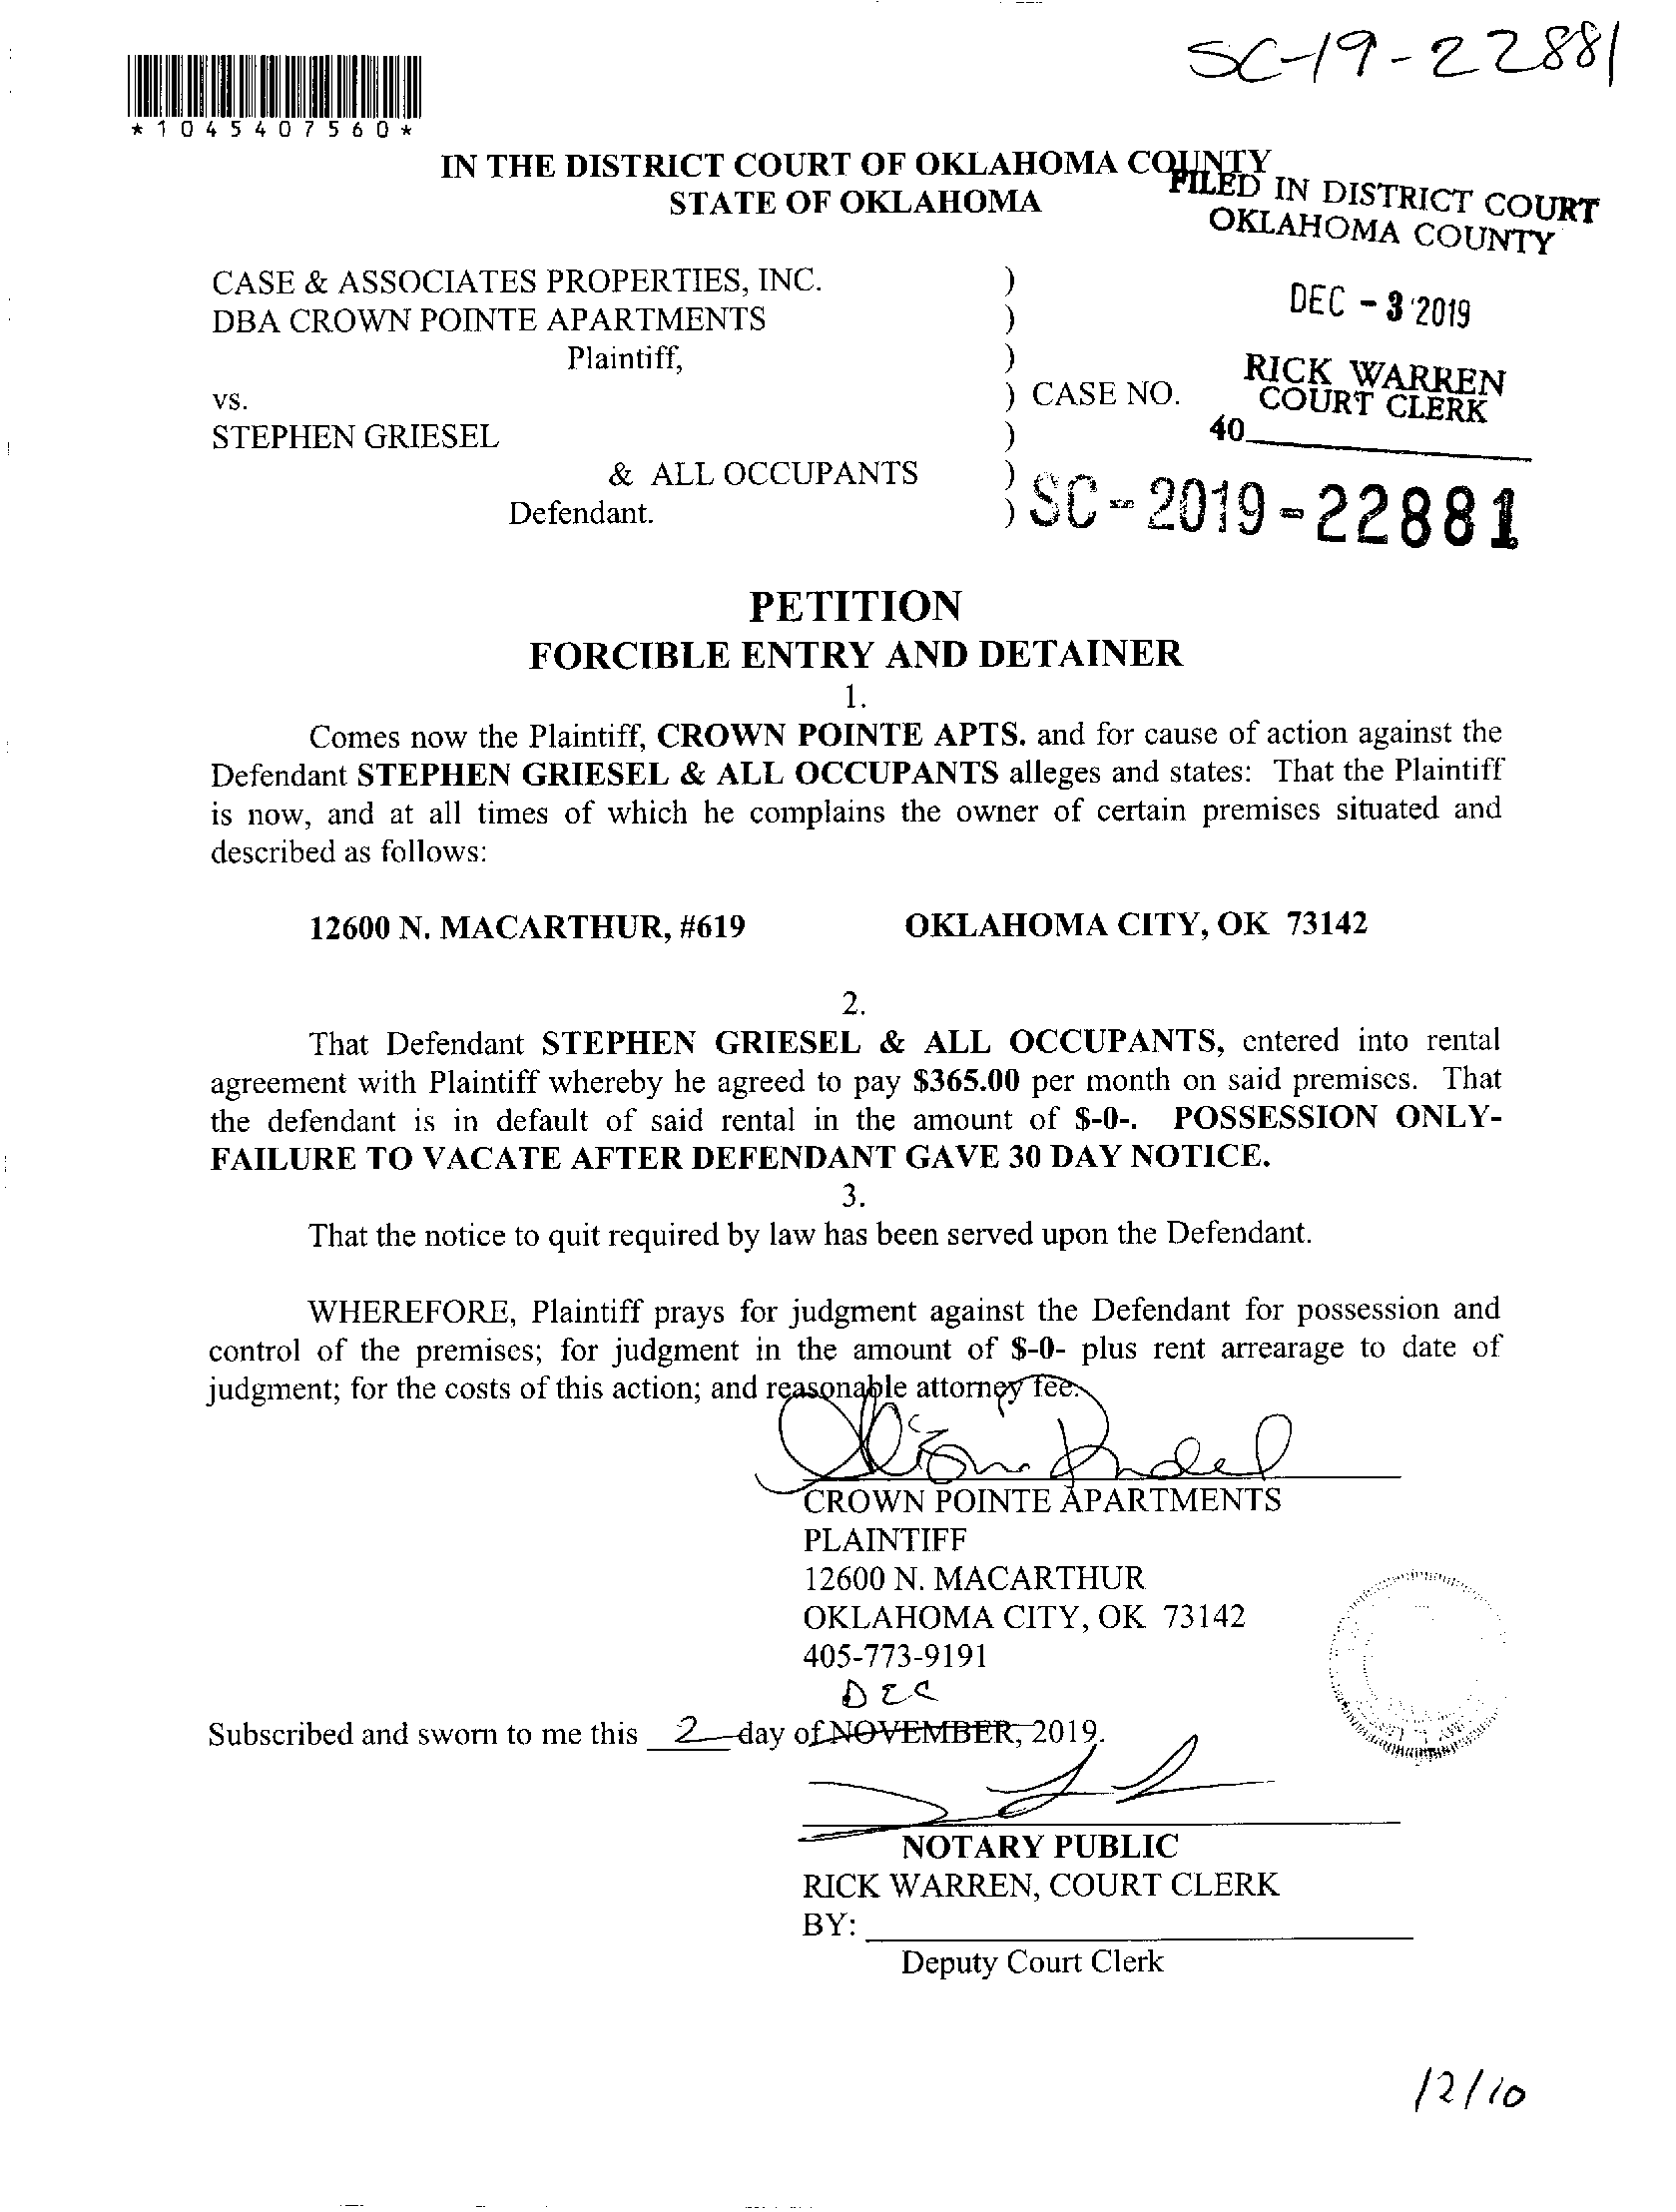 SC-19-22881
*1045407560*
IN THE DISTRICT COURT OF OKLAHOMA COUNTY
STATE OF OKLAHOMA
FILED IN DISTRICT COURT
OKLAHOMA COUNTY
CASE & ASSOCIATES PROPERTIES, INC. )
DBA CROWN POINTE APARTMENTS )
DEC - 3 2019
Plaintiff, )
RICK WARREN
COURT CLERK
vs. ) CASE NO.
STEPHEN GRIESEL )
40
& ALL OCCUPANTS )
Defendant. ) SC-2019-22881
PETITION
FORCIBLE ENTRY AND DETAINER
1.
Comes now the Plaintiff, CROWN POINTE APTS. and for cause of action against the
Defendant STEPHEN GRIESEL & ALL OCCUPANTS alleges and states: That the Plaintiff
is now, and at all times of which he complains the owner of certain premises situated and
described as follows:
12600 N. MACARTHUR, #619 OKLAHOMA CITY, OK 73142
2.
That Defendant STEPHEN GRIESEL & ALL OCCUPANTS, entered into rental
agreement with Plaintiff whereby he agreed to pay $365.00 per month on said premises. That
the defendant is in default of said rental in the amount of $-0-. POSSESSION ONLY-
FAILURE TO VACATE AFTER DEFENDANT GAVE 30 DAY NOTICE.
3.
That the notice to quit required by law has been served upon the Defendant.
WHEREFORE, Plaintiff prays for judgment against the Defendant for possession and
control of the premises; for judgment in the amount of $-0- plus rent arrearage to date of
judgment; for the costs of this action; and reasonable attorney fee.
CROWN POINTE APARTMENTS
PLAINTIFF
12600 N. MACARTHUR
OKLAHOMA CITY, OK 73142
405-773-9191
DEC
Subscribed and sworn to me this 2 day of NOVEMBER, 2019.
NOTARY PUBLIC
RICK WARREN, COURT CLERK
BY:
Deputy Court Clerk
12/10